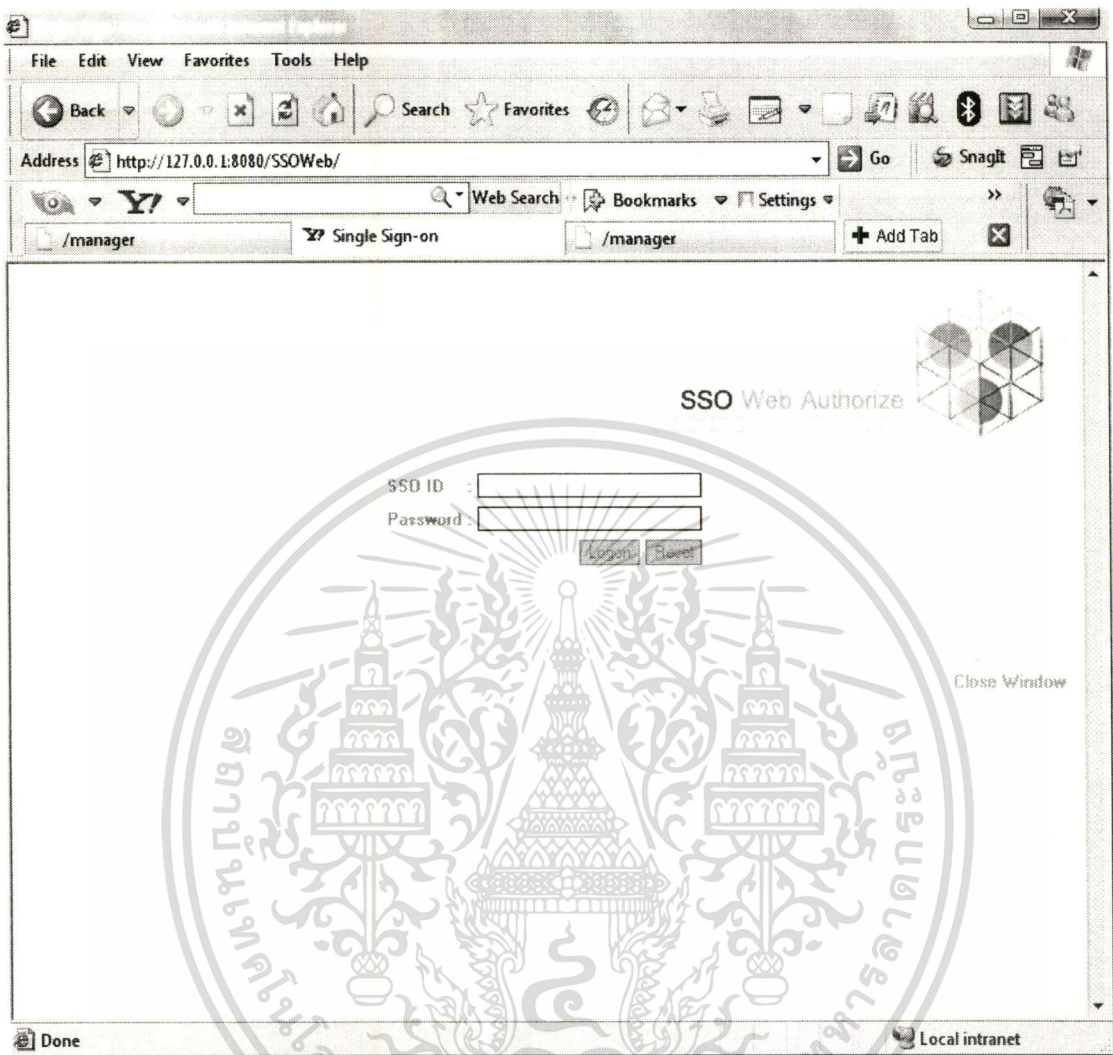 File Edit View Favorites Tools Help
Back Search Favorites
Address http://127.0.0.1:8080/SSOWeb/ Go SnagIt
Y! Web Search Bookmarks Settings »
/manager Y! Single Sign-on /manager Add Tab
SSO Web Authorize
SSO ID :
Password :
Logon Reset
Close Window
Done Local intranet